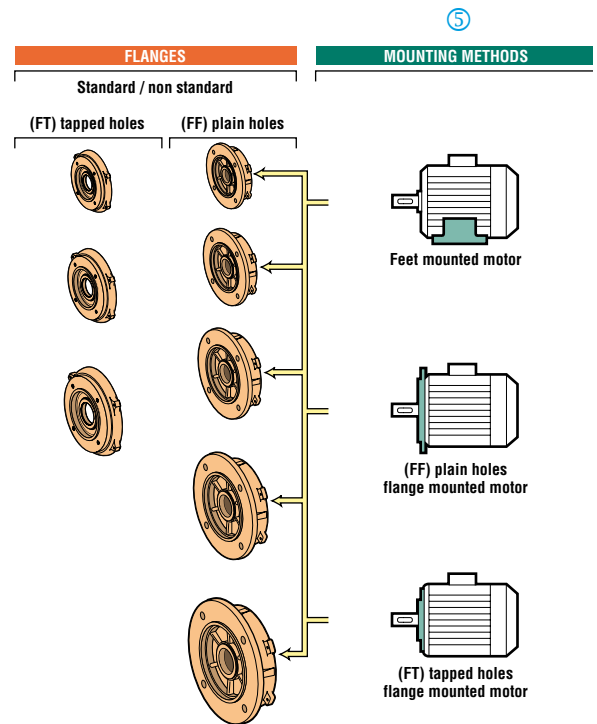 ⑤
FLANGES
MOUNTING METHODS
Standard / non standard
(FT) tapped holes
(FF) plain holes
Feet mounted motor
(FF) plain holes
flange mounted motor
(FT) tapped holes
flange mounted motor